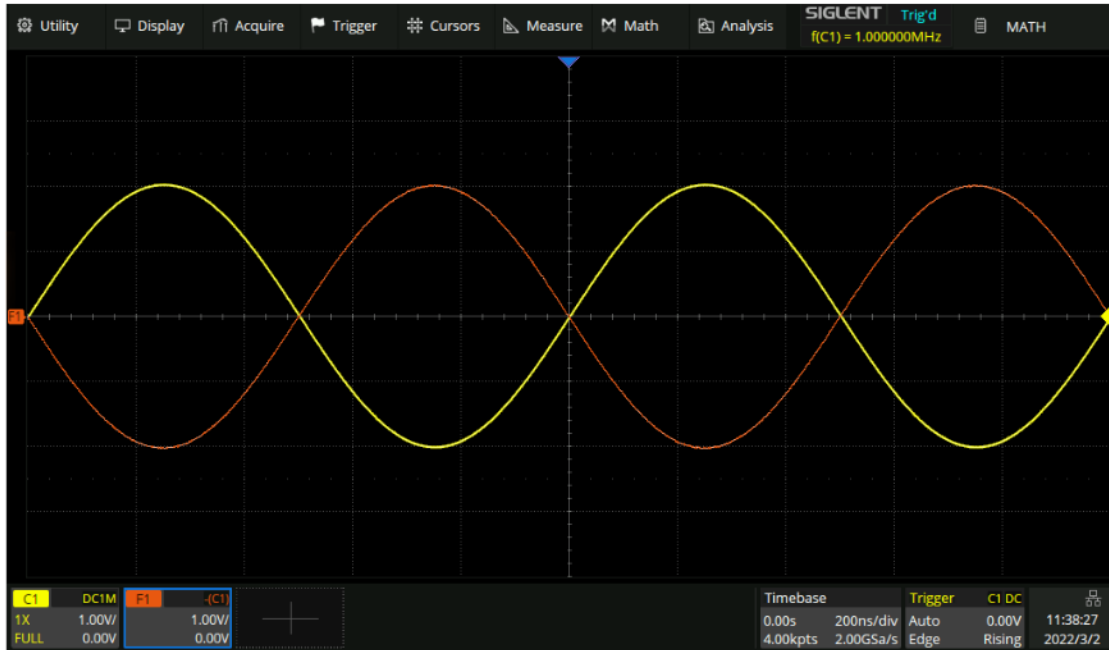 Utility
Display
Acquire
Trigger
Cursors
Measure
Math
Analysis
SIGLENT Trig'd
f(C1) = 1.000000MHz
MATH
F1
C1 DC1M
1X 1.00V/
FULL 0.00V
F1 -(C1)
1.00V/
0.00V
Timebase
0.00s 200ns/div
4.00kpts 2.00GSa/s
Trigger C1 DC
Auto 0.00V
Edge Rising
11:38:27
2022/3/2